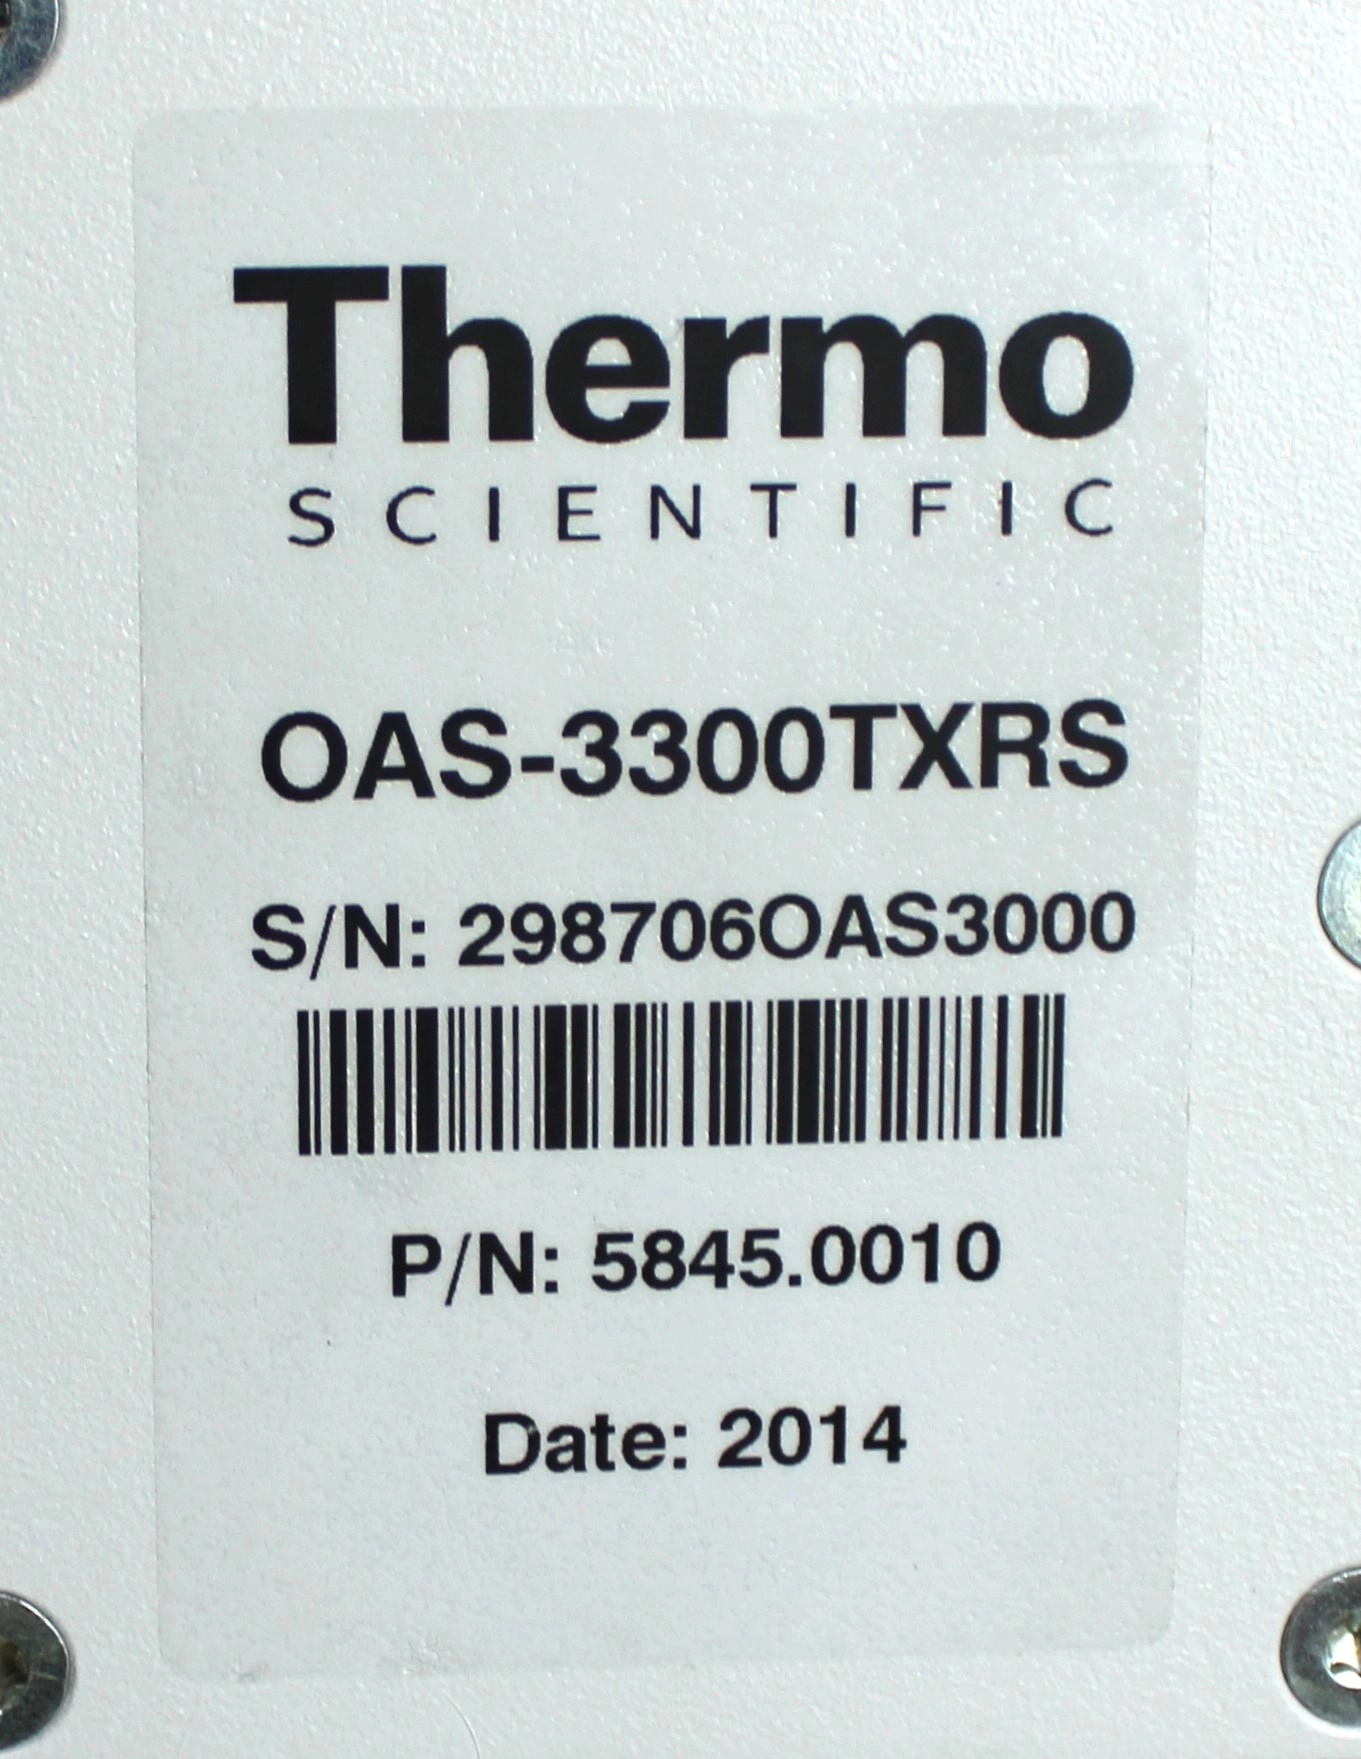 Thermo
SCIENTIFIC
OAS-3300TXRS
S/N: 298706OAS3000
P/N: 5845.0010
Date: 2014